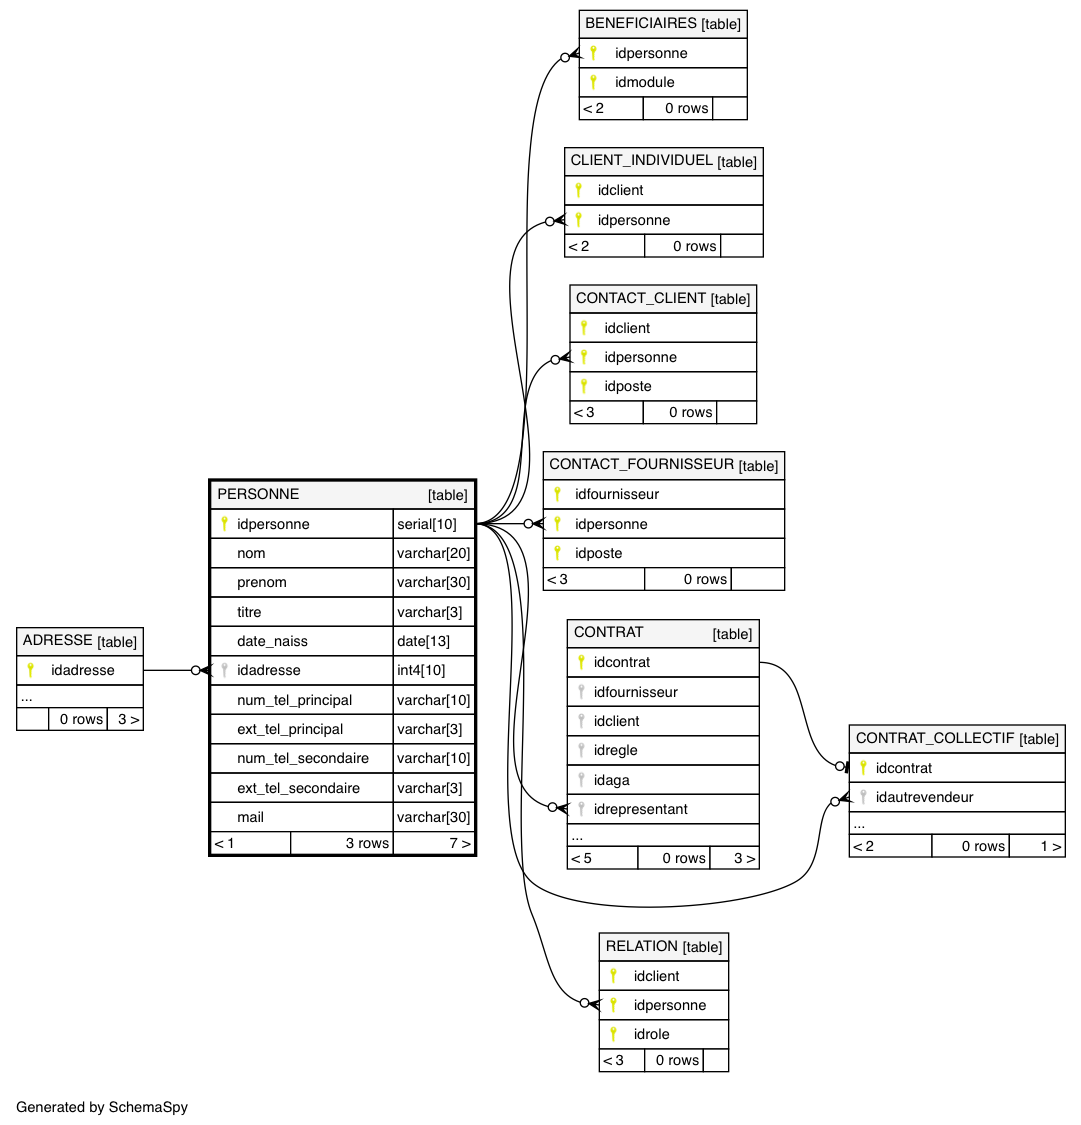 BENEFICIAIRES [table]
idpersonne
idmodule
< 2 0 rows
CLIENT_INDIVIDUEL [table]
idclient
idpersonne
< 2 0 rows
CONTACT_CLIENT [table]
idclient
idpersonne
idposte
< 3 0 rows
CONTACT_FOURNISSEUR [table]
idfournisseur
idpersonne
idposte
< 3 0 rows
PERSONNE [table]
idpersonne serial[10]
nom varchar[20]
prenom varchar[30]
titre varchar[3]
date_naiss date[13]
idadresse int4[10]
num_tel_principal varchar[10]
ext_tel_principal varchar[3]
num_tel_secondaire varchar[10]
ext_tel_secondaire varchar[3]
mail varchar[30]
< 1 3 rows 7 >
ADRESSE [table]
idadresse
...
0 rows 3 >
CONTRAT [table]
idcontrat
idfournisseur
idclient
idregle
idaga
idrepresentant
...
< 5 0 rows 3 >
CONTRAT_COLLECTIF [table]
idcontrat
idautrevendeur
...
< 2 0 rows 1 >
RELATION [table]
idclient
idpersonne
idrole
< 3 0 rows
Generated by SchemaSpy